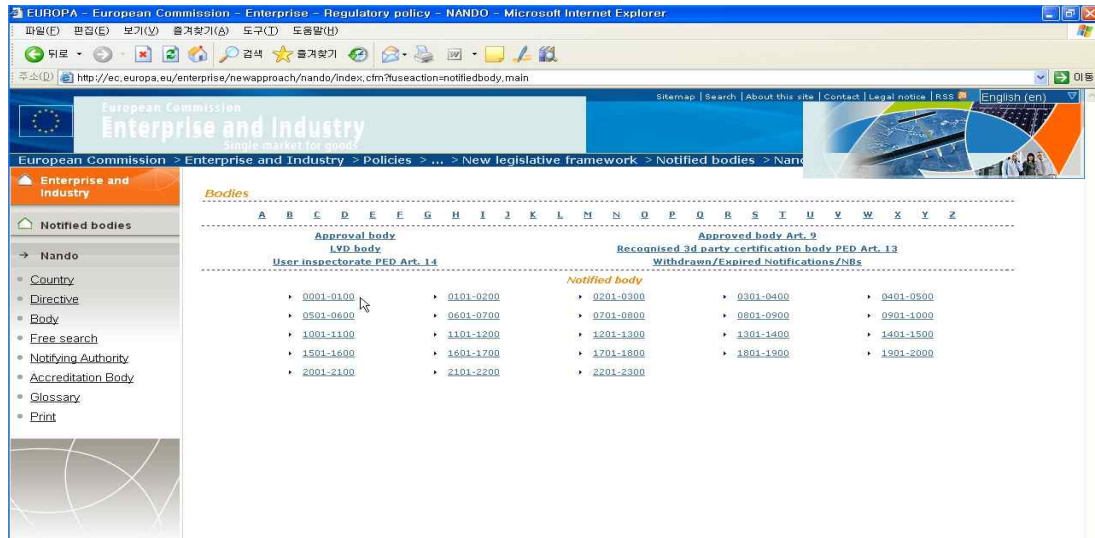 EUROPA - European Commission - Enterprise - Regulatory policy - NANDO - Microsoft Internet Explorer
파일(F) 편집(E) 보기(V) 즐겨찾기(A) 도구(T) 도움말(H)
뒤로 검색 즐겨찾기
주소(D) http://ec.europa.eu/enterprise/newapproach/nando/index.cfm?fuseaction=notifiedbody.main 이동
Sitemap | Search | About this site | Contact | Legal notice | RSS English (en)
European Commission
Enterprise and Industry
Single market for goods
European Commission > Enterprise and Industry > Policies > ... > New legislative framework > Notified bodies > Nando
Enterprise and Industry
Notified bodies
Nando
Country
Directive
Body
Free search
Notifying Authority
Accreditation Body
Glossary
Print
Bodies
A B C D E F G H I J K L M N O P Q R S T U V W X Y Z
Approval body Approved body Art. 9
LVD body Recognised 3d party certification body PED Art. 13
User inspectorate PED Art. 14 Withdrawn/Expired Notifications/NBs
Notified body
0001-0100 0101-0200 0201-0300 0301-0400 0401-0500
0501-0600 0601-0700 0701-0800 0801-0900 0901-1000
1001-1100 1101-1200 1201-1300 1301-1400 1401-1500
1501-1600 1601-1700 1701-1800 1801-1900 1901-2000
2001-2100 2101-2200 2201-2300